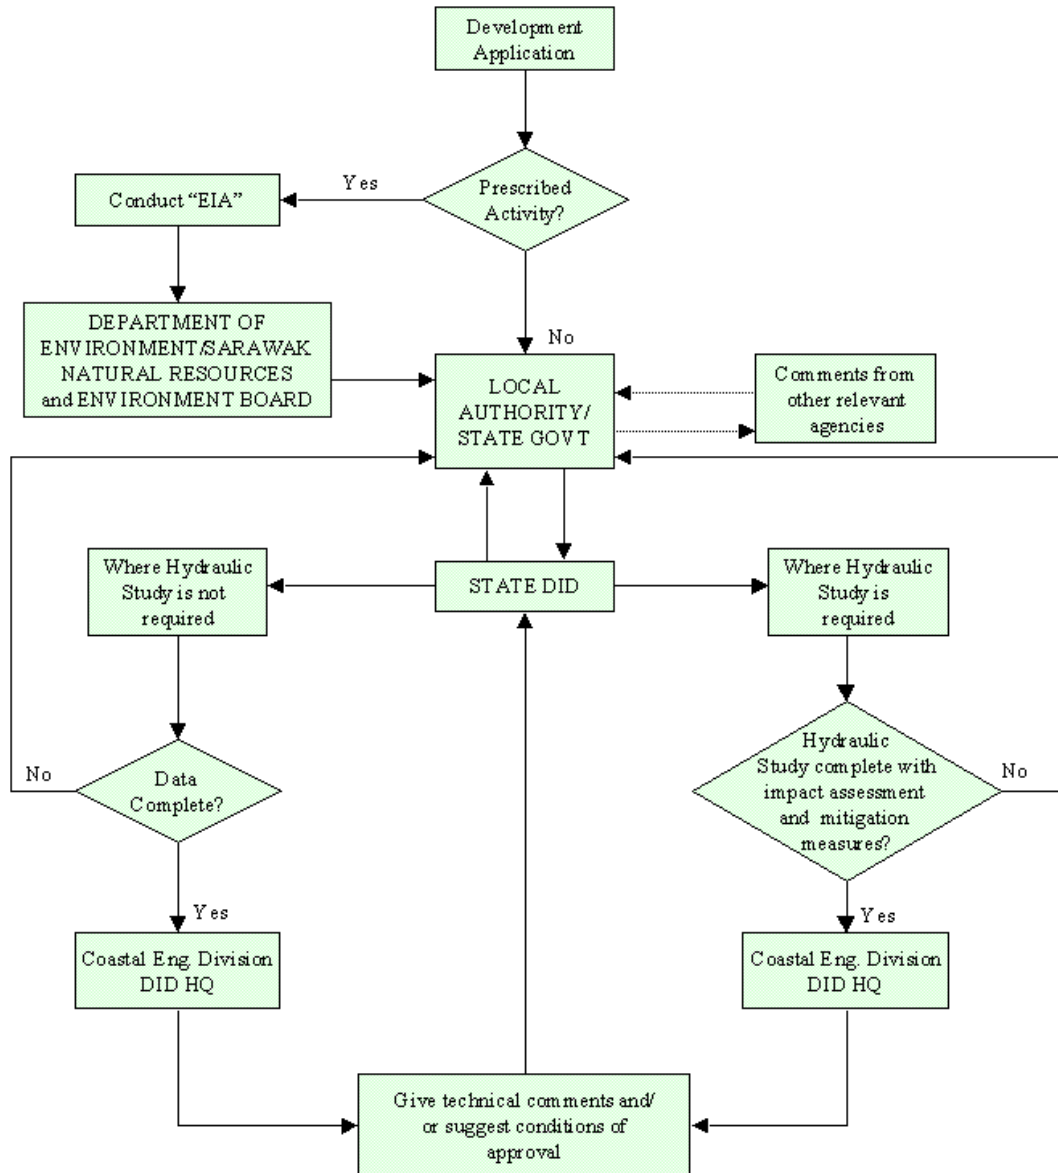 Development
Application
Prescribed
Activity?
Yes
Conduct “EIA”
No
DEPARTMENT OF
ENVIRONMENT/SARAWAK
NATURAL RESOURCES
and ENVIRONMENT BOARD
LOCAL
AUTHORITY/
STATE GOVT
Comments from
other relevant
agencies
Where Hydraulic
Study is not
required
STATE DID
Where Hydraulic
Study is
required
No
Data
Complete?
Hydraulic
Study complete with
impact assessment
and mitigation
measures?
No
Yes
Yes
Coastal Eng. Division
DID HQ
Coastal Eng. Division
DID HQ
Give technical comments and/
or suggest conditions of
approval